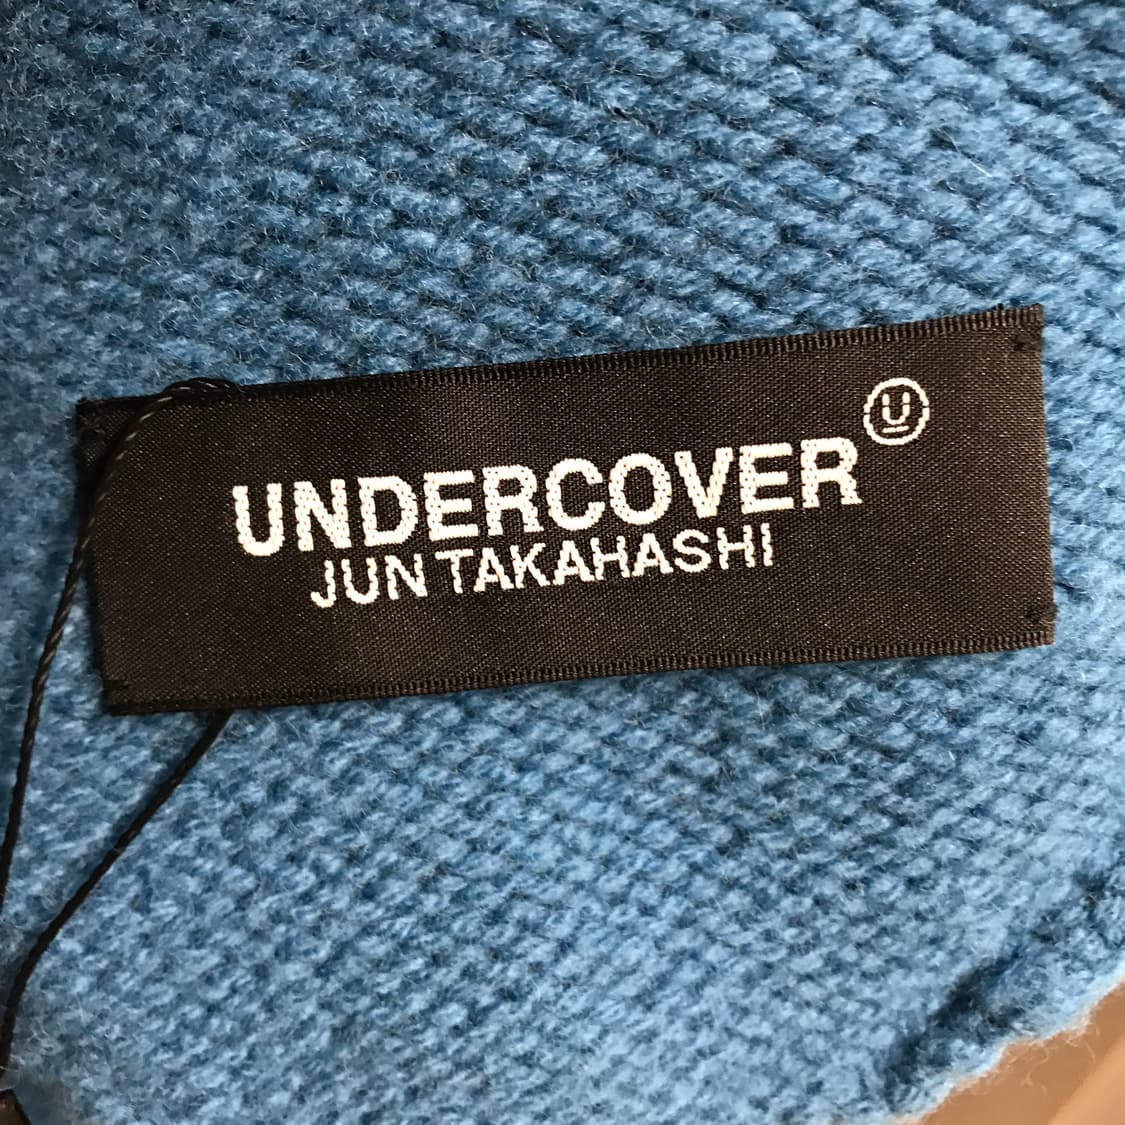 UNDERCOVER Ⓤ
JUN TAKAHASHI